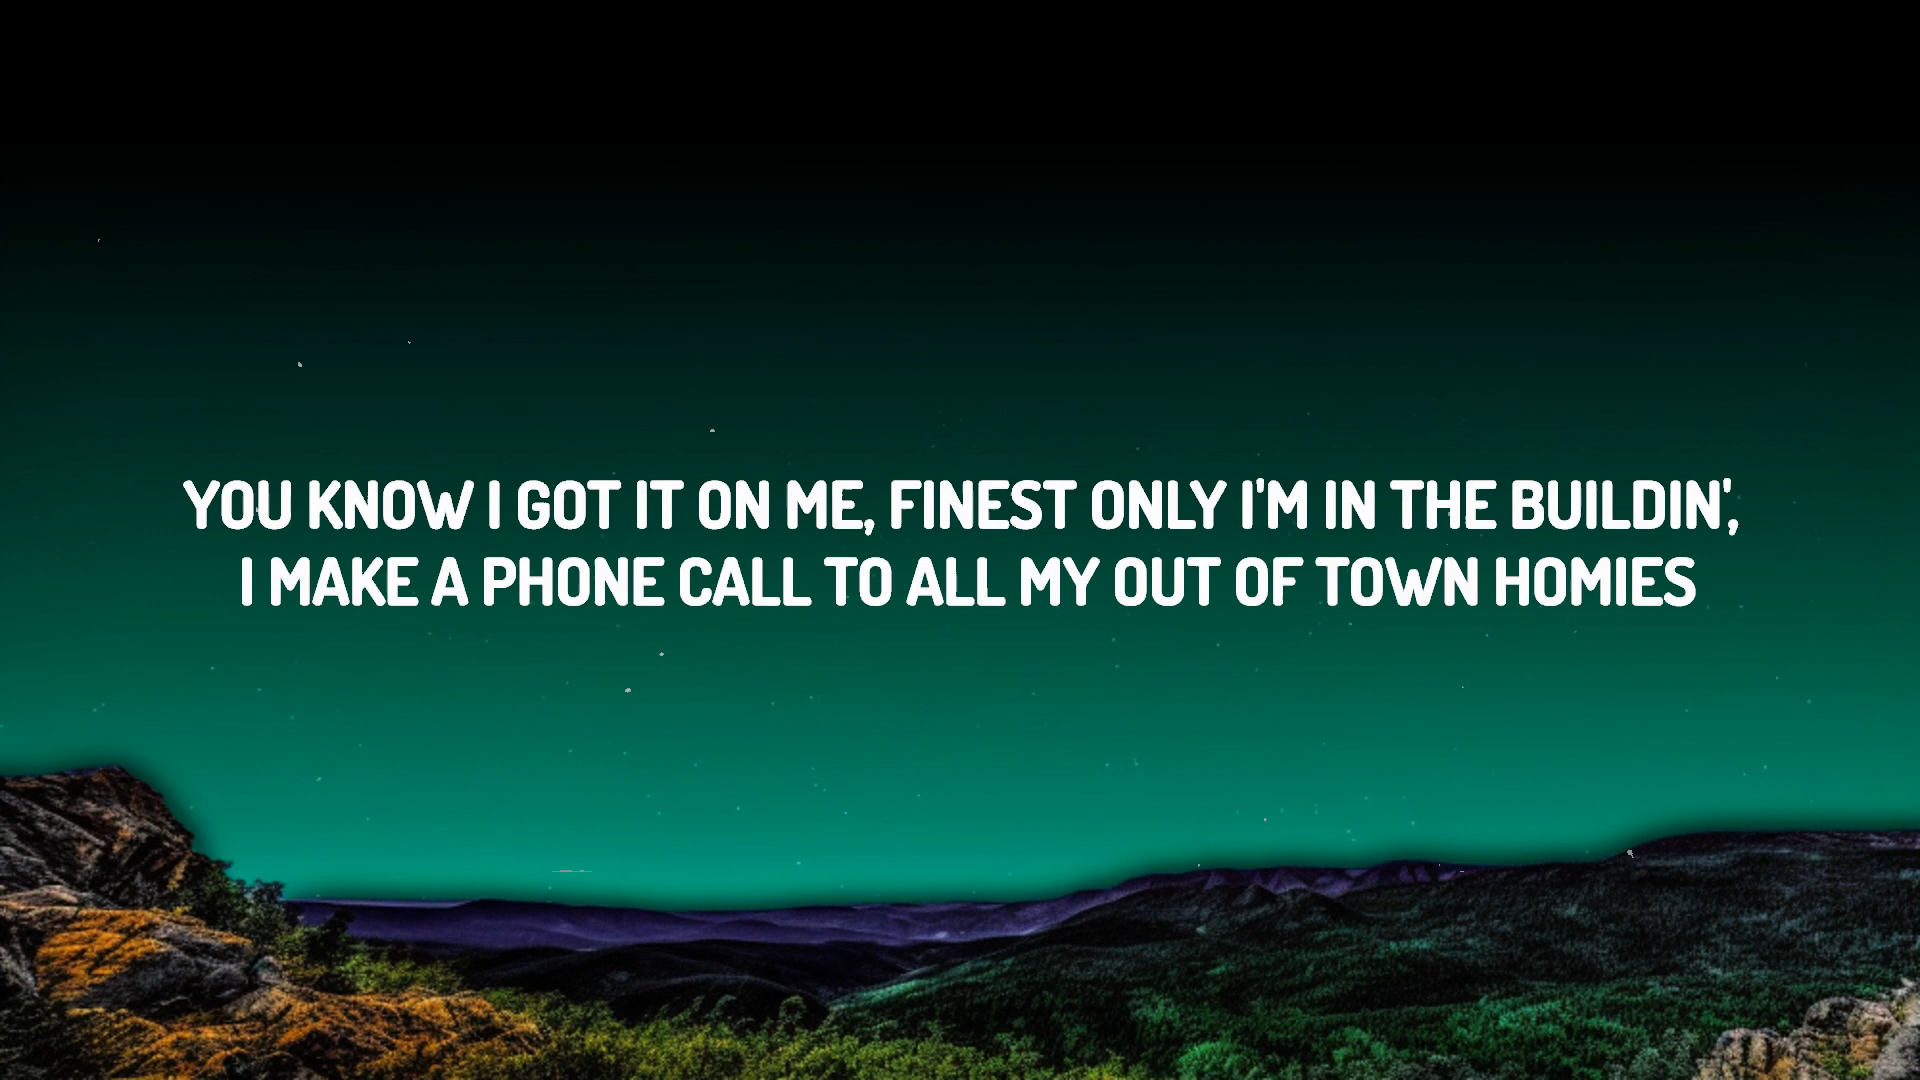 YOU KNOW I GOT IT ON ME, FINEST ONLY I'M IN THE BUILDIN',
I MAKE A PHONE CALL TO ALL MY OUT OF TOWN HOMIES